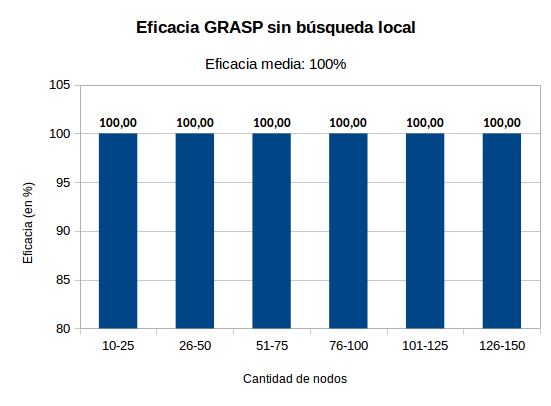 Eficacia GRASP sin búsqueda local
Eficacia media: 100%
105
100
95
90
85
80
Eficacia (en %)
100,00 100,00 100,00 100,00 100,00 100,00
10-25 26-50 51-75 76-100 101-125 126-150
Cantidad de nodos